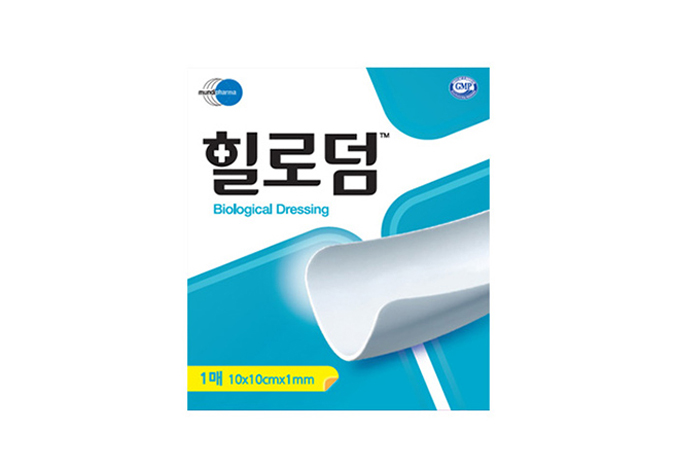 mundipharma
GMP
힐로덤™
Biological Dressing
1매 10x10cmx1mm